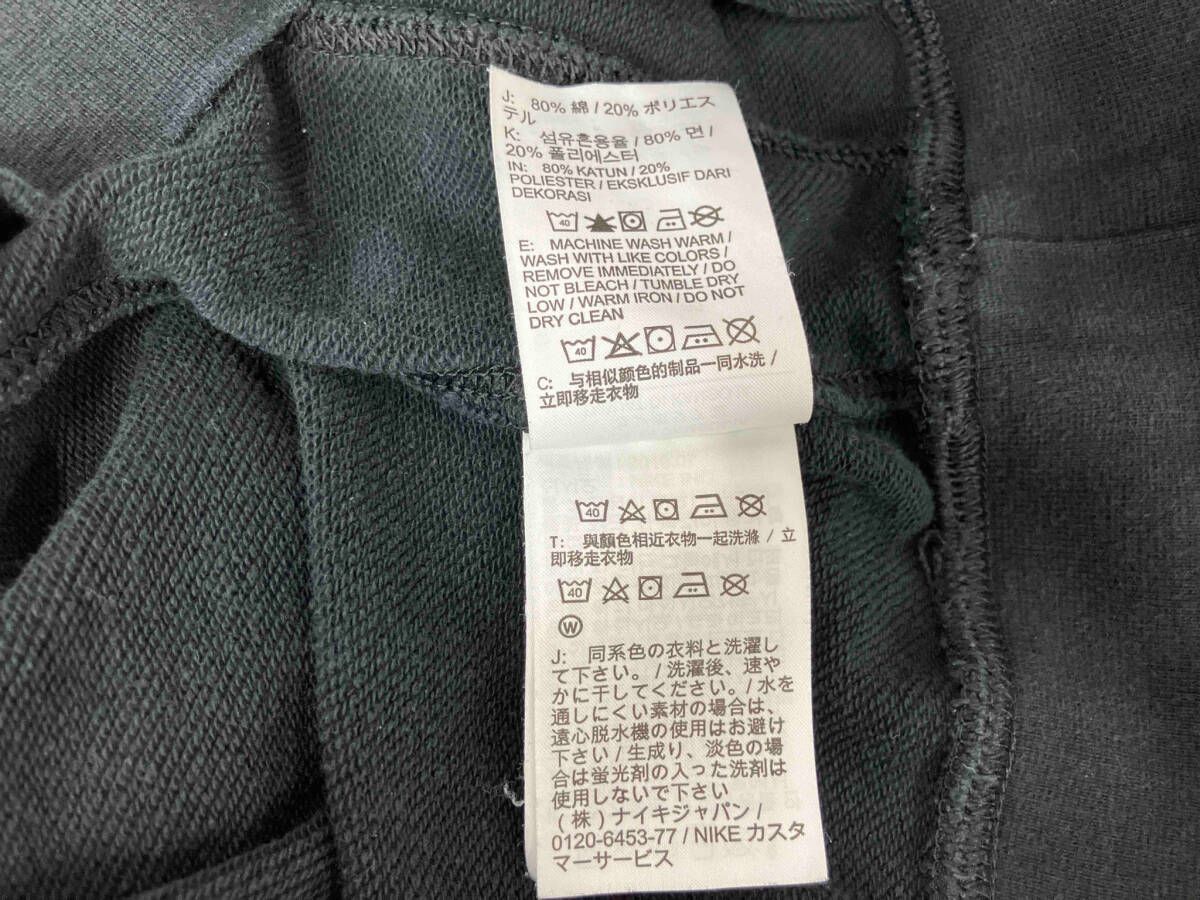 J: 80% 綿 / 20% ポリエス
テル
K: 섬유혼용율 / 80% 면 /
20% 폴리에스터
IN: 80% KATUN / 20%
POLIESTER / EKSKLUSIF DARI
DEKORASI
40
E: MACHINE WASH WARM /
WASH WITH LIKE COLORS /
REMOVE IMMEDIATELY / DO
NOT BLEACH / TUMBLE DRY
LOW / WARM IRON / DO NOT
DRY CLEAN
40
C: 与相似颜色的制品一同水洗 /
立即移走衣物
40
T: 與顏色相近衣物一起洗滌 / 立
即移走衣物
40
W
J: 同系色の衣料と洗濯し
て下さい。 / 洗濯後、速や
かに干してください。 / 水を
通しにくい素材の場合は、
遠心脱水機の使用はお避け
下さい / 生成り、淡色の場
合は蛍光剤の入った洗剤は
使用しないで下さい
(株) ナイキジャパン /
0120-6453-77 / NIKE カスタ
マーサービス